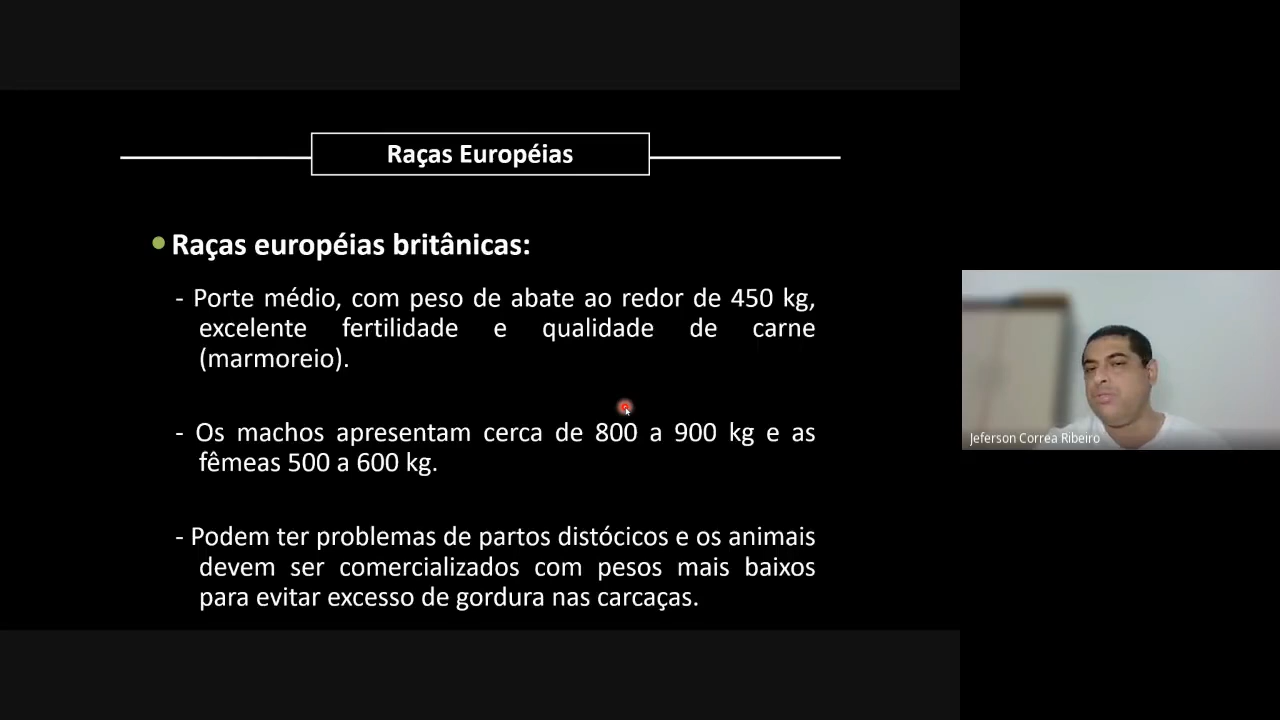 Raças Européias
Raças européias britânicas:
- Porte médio, com peso de abate ao redor de 450 kg,
excelente fertilidade e qualidade de carne
(marmoreio).
- Os machos apresentam cerca de 800 a 900 kg e as
fêmeas 500 a 600 kg.
- Podem ter problemas de partos distócicos e os animais
devem ser comercializados com pesos mais baixos
para evitar excesso de gordura nas carcaças.
Jeferson Correa Ribeiro